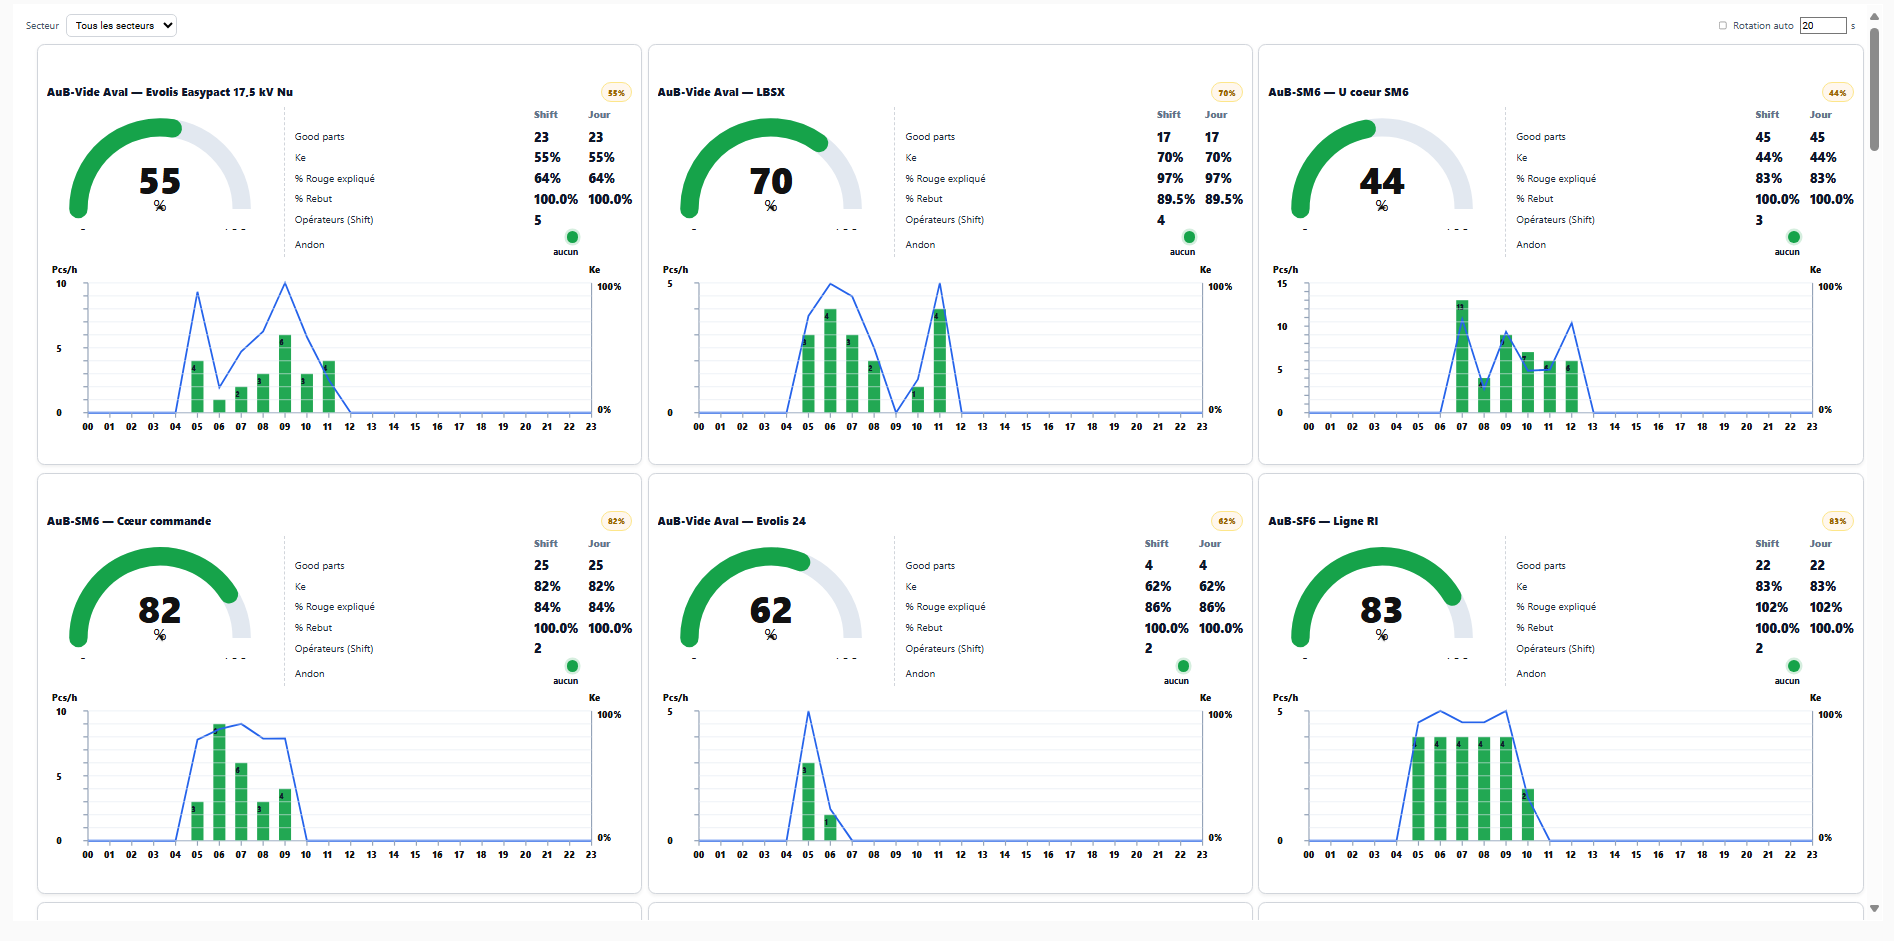 Secteur Tous les secteurs Rotation auto 20 s
AuB-Vide Aval — Evolis Easypact 17,5 kV Nu 55%
Shift Jour
Good parts 23 23
Ke 55% 55%
% Rouge expliqué 64% 64%
% Rebut 100.0% 100.0%
Opérateurs (Shift) 5
Andon aucun
55
%
Pcs/h Ke
10 100%
5
0 0%
4 2 3 6 3 4
00 01 02 03 04 05 06 07 08 09 10 11 12 13 14 15 16 17 18 19 20 21 22 23
AuB-Vide Aval — LBSX 70%
Shift Jour
Good parts 17 17
Ke 70% 70%
% Rouge expliqué 97% 97%
% Rebut 89.5% 89.5%
Opérateurs (Shift) 4
Andon aucun
70
%
Pcs/h Ke
5 100%
0 0%
3 4 3 2 1 4
00 01 02 03 04 05 06 07 08 09 10 11 12 13 14 15 16 17 18 19 20 21 22 23
AuB-SM6 — U coeur SM6 44%
Shift Jour
Good parts 45 45
Ke 44% 44%
% Rouge expliqué 83% 83%
% Rebut 100.0% 100.0%
Opérateurs (Shift) 3
Andon aucun
44
%
Pcs/h Ke
15 100%
10
5
0 0%
13 4 9 7 6 6
00 01 02 03 04 05 06 07 08 09 10 11 12 13 14 15 16 17 18 19 20 21 22 23
AuB-SM6 — Cœur commande 82%
Shift Jour
Good parts 25 25
Ke 82% 82%
% Rouge expliqué 84% 84%
% Rebut 100.0% 100.0%
Opérateurs (Shift) 2
Andon aucun
82
%
Pcs/h Ke
10 100%
5
0 0%
3 9 6 3 4
00 01 02 03 04 05 06 07 08 09 10 11 12 13 14 15 16 17 18 19 20 21 22 23
AuB-Vide Aval — Evolis 24 62%
Shift Jour
Good parts 4 4
Ke 62% 62%
% Rouge expliqué 86% 86%
% Rebut 100.0% 100.0%
Opérateurs (Shift) 2
Andon aucun
62
%
Pcs/h Ke
5 100%
0 0%
3 1
00 01 02 03 04 05 06 07 08 09 10 11 12 13 14 15 16 17 18 19 20 21 22 23
AuB-SF6 — Ligne RI 83%
Shift Jour
Good parts 22 22
Ke 83% 83%
% Rouge expliqué 102% 102%
% Rebut 100.0% 100.0%
Opérateurs (Shift) 2
Andon aucun
83
%
Pcs/h Ke
5 100%
0 0%
4 4 4 4 4 2
00 01 02 03 04 05 06 07 08 09 10 11 12 13 14 15 16 17 18 19 20 21 22 23